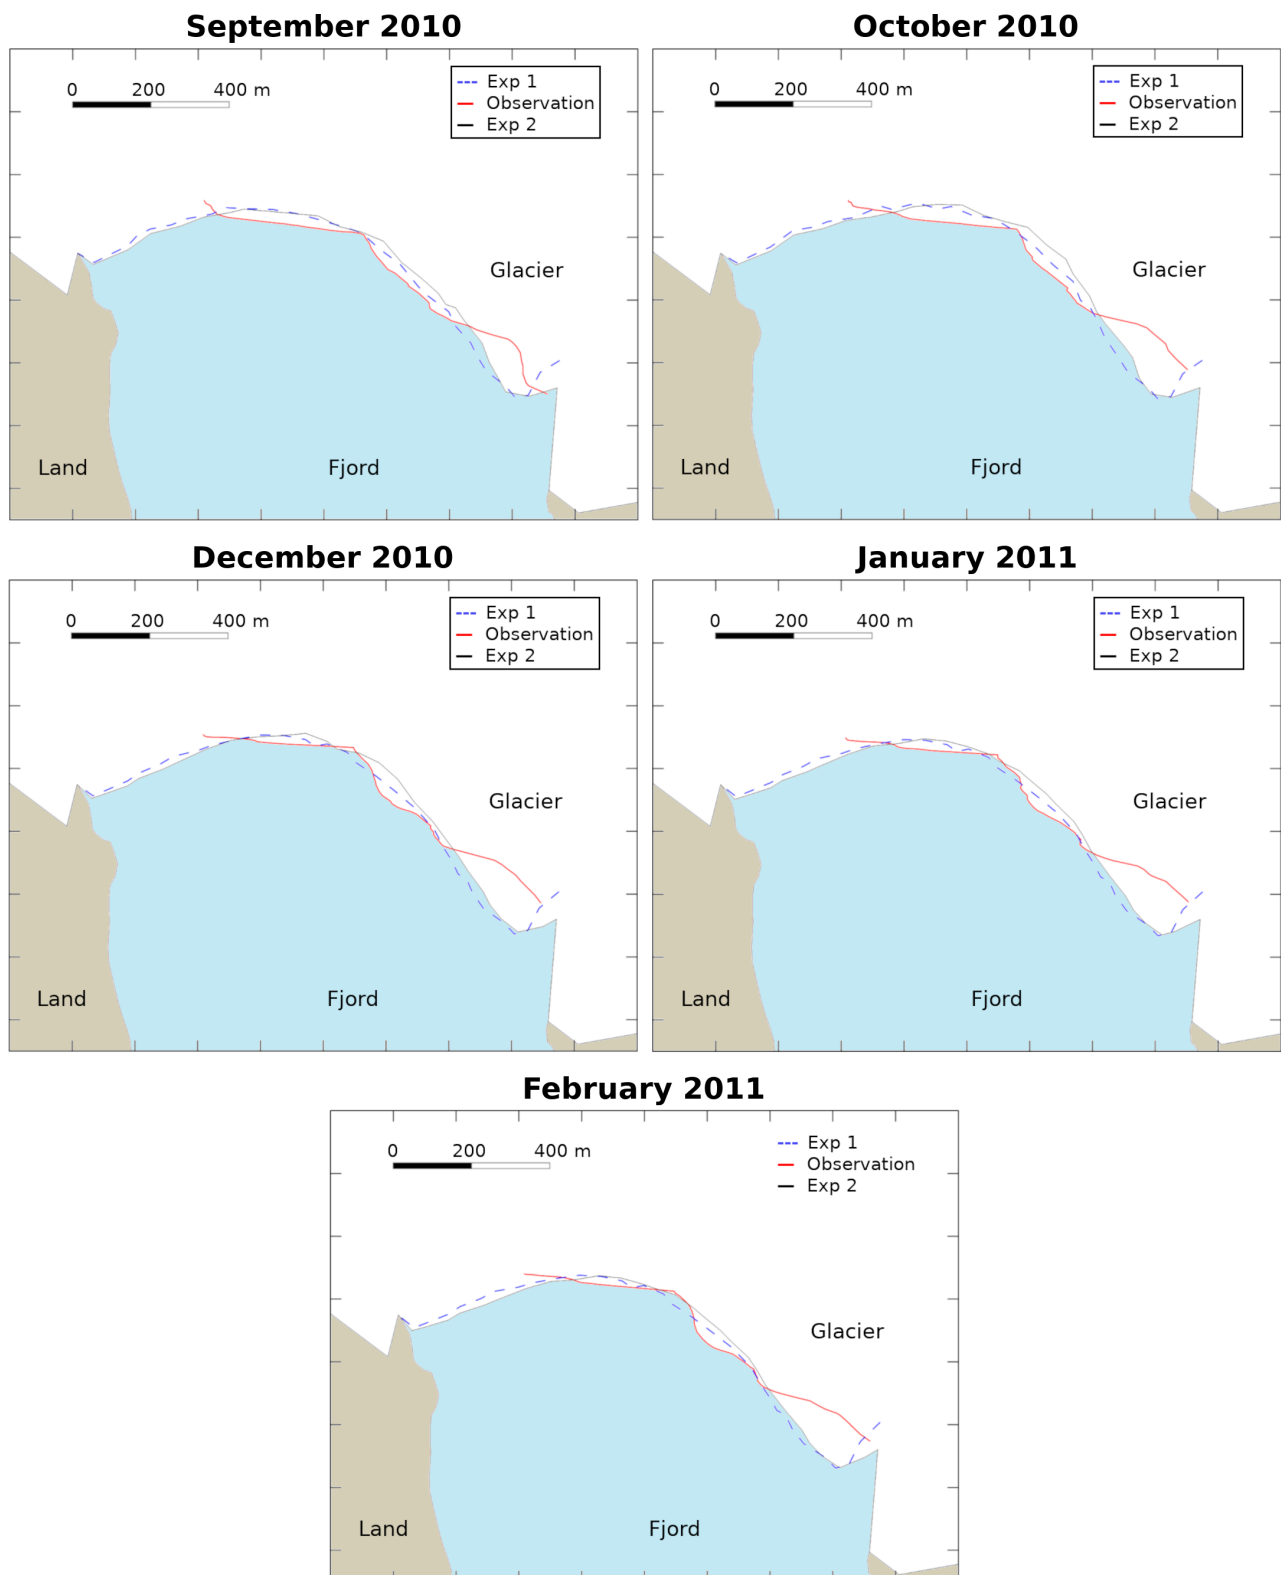 September 2010
0 200 400 m
Exp 1
Observation
Exp 2
Glacier
Land
Fjord
October 2010
0 200 400 m
Exp 1
Observation
Exp 2
Glacier
Land
Fjord
December 2010
0 200 400 m
Exp 1
Observation
Exp 2
Glacier
Land
Fjord
January 2011
0 200 400 m
Exp 1
Observation
Exp 2
Glacier
Land
Fjord
February 2011
0 200 400 m
Exp 1
Observation
Exp 2
Glacier
Land
Fjord